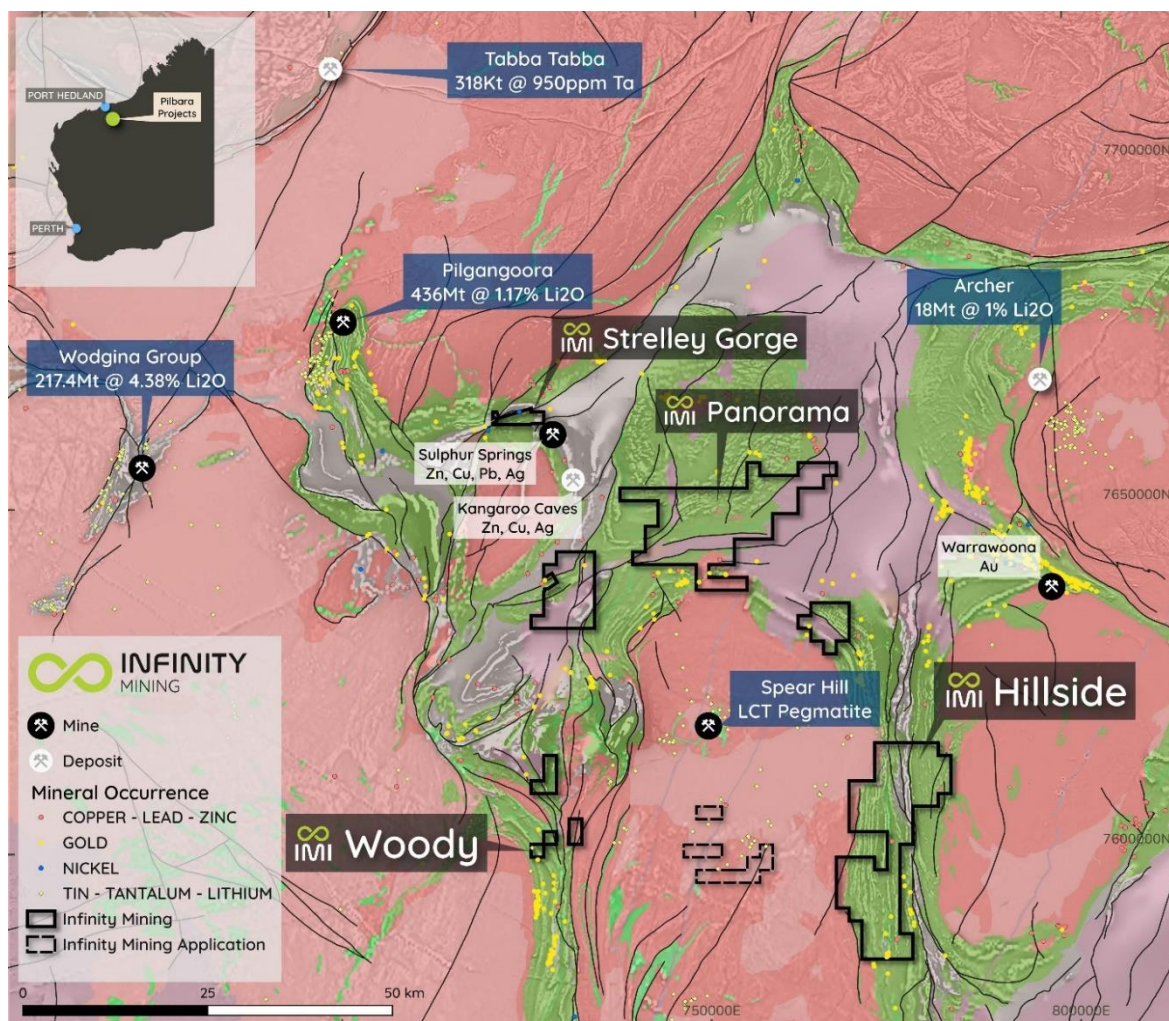 PORT HEDLAND
Pilbara
Projects
PERTH
Tabba Tabba
318Kt @ 950ppm Ta
7700000N
Pilgangoora
436Mt @ 1.17% Li2O
Archer
18Mt @ 1% Li2O
Wodgina Group
217.4Mt @ 4.38% Li2O
IMI Strelley Gorge
IMI Panorama
Sulphur Springs
Zn, Cu, Pb, Ag
Kangaroo Caves
Zn, Cu, Ag
7650000N
Warrawoona
Au
Spear Hill
LCT Pegmatite
IMI Hillside
IMI Woody
7600000N
INFINITY
MINING
Mine
Deposit
Mineral Occurrence
COPPER - LEAD - ZINC
GOLD
NICKEL
TIN - TANTALUM - LITHIUM
Infinity Mining
Infinity Mining Application
0 25 50 km
750000E
800000E